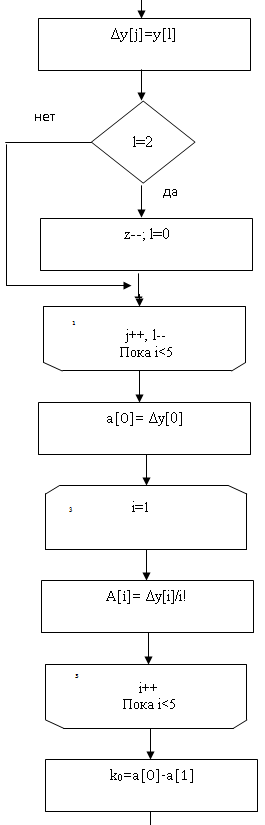 Δy[j]=y[l]
нет
l=2
да
z--; l=0
j++, l--
Пока i<5
a[0]= Δy[0]
i=1
A[i]= Δy[i]/i!
i++
Пока i<5
k₀=a[0]-a[1]